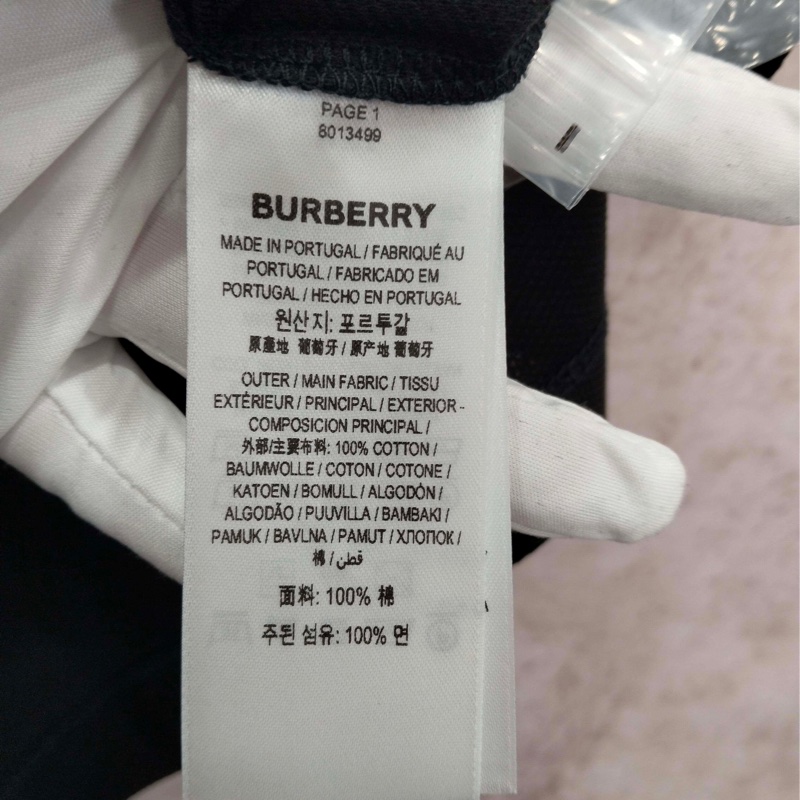 PAGE 1
8013499
BURBERRY
MADE IN PORTUGAL / FABRIQUÉ AU
PORTUGAL / FABRICADO EM
PORTUGAL / HECHO EN PORTUGAL
원산지: 포르투갈
原產地 葡萄牙 / 原产地 葡萄牙
OUTER / MAIN FABRIC / TISSU
EXTÉRIEUR / PRINCIPAL / EXTERIOR -
COMPOSICION PRINCIPAL /
外部/主要布料: 100% COTTON /
BAUMWOLLE / COTON / COTONE /
KATOEN / BOMULL / ALGODÓN /
ALGODÃO / PUUVILLA / BAMBAKI /
PAMUK / BAVLNA / PAMUT / ХЛОПОК /
棉 / قطن
面料: 100% 棉
주된 섬유: 100% 면